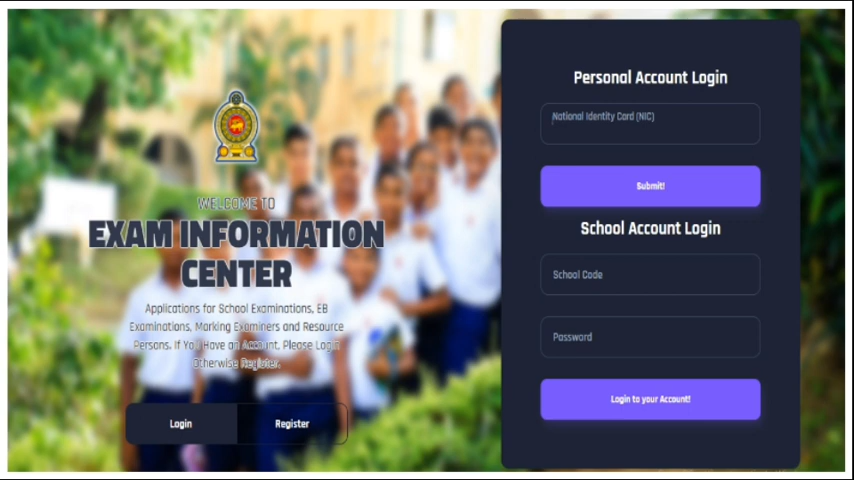 WELCOME TO
EXAM INFORMATION
CENTER
Applications for School Examinations, EB
Examinations, Marking Examiners and Resource
Persons. If You Have an Account, Please Login
Otherwise Register.
Login
Register
Personal Account Login
National Identity Card (NIC)
Submit!
School Account Login
School Code
Password
Login to your Account!